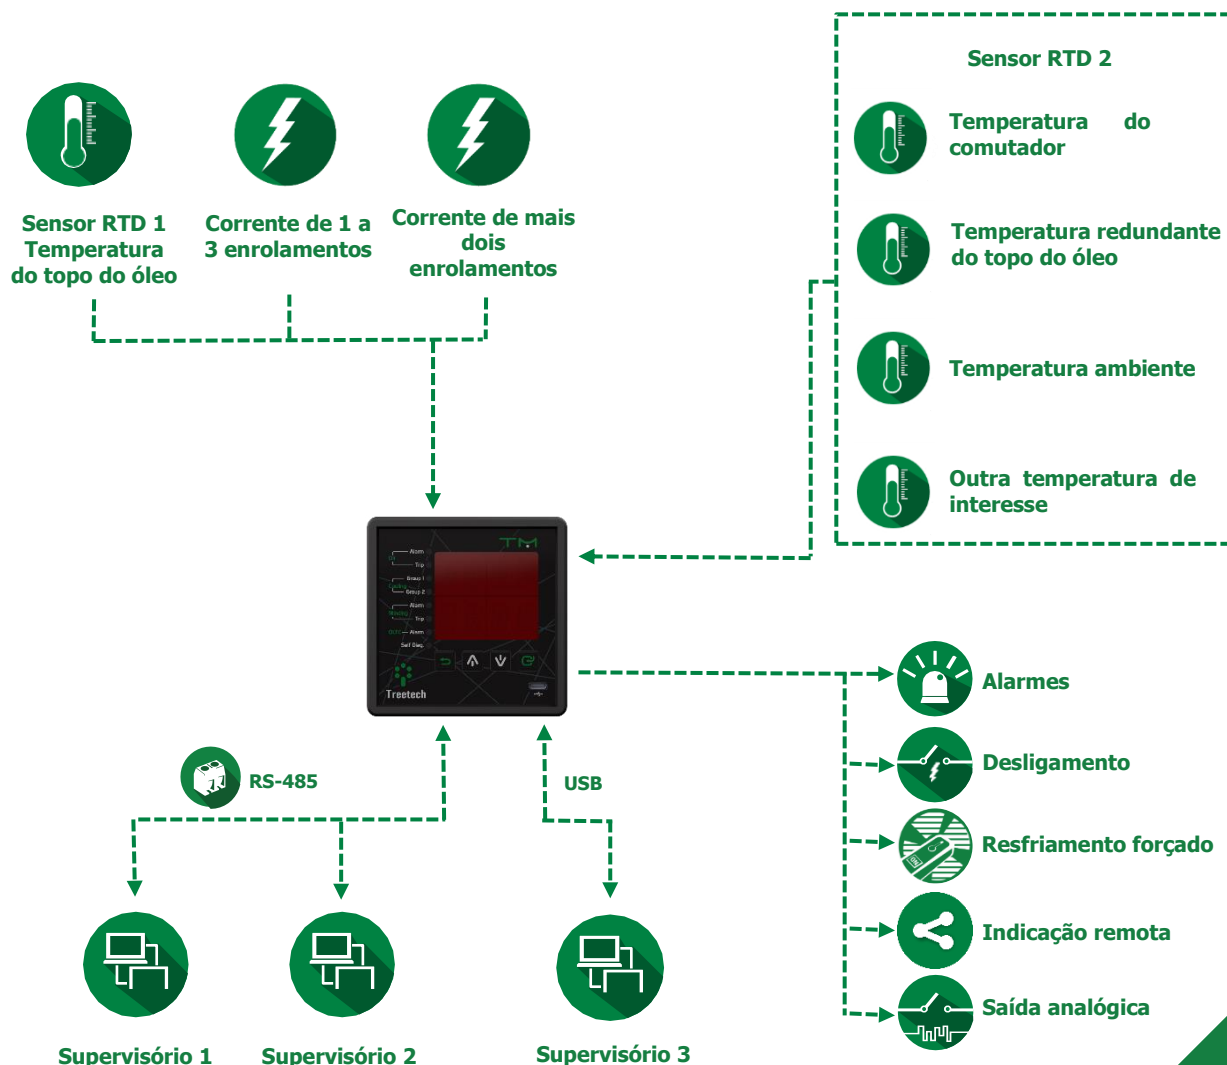 Sensor RTD 1
Temperatura
do topo do óleo
Corrente de 1 a
3 enrolamentos
Corrente de mais
dois
enrolamentos
Sensor RTD 2
Temperatura do
comutador
Temperatura redundante
do topo do óleo
Temperatura ambiente
Outra temperatura de
interesse
TM
Alarm
Trip
Group 1
Cooling
Group 2
Alarm
Winding
Trip
Alarm
Self Diag.
Treetech
Alarmes
Desligamento
Resfriamento forçado
Indicação remota
Saída analógica
RS-485
USB
Supervisório 1
Supervisório 2
Supervisório 3